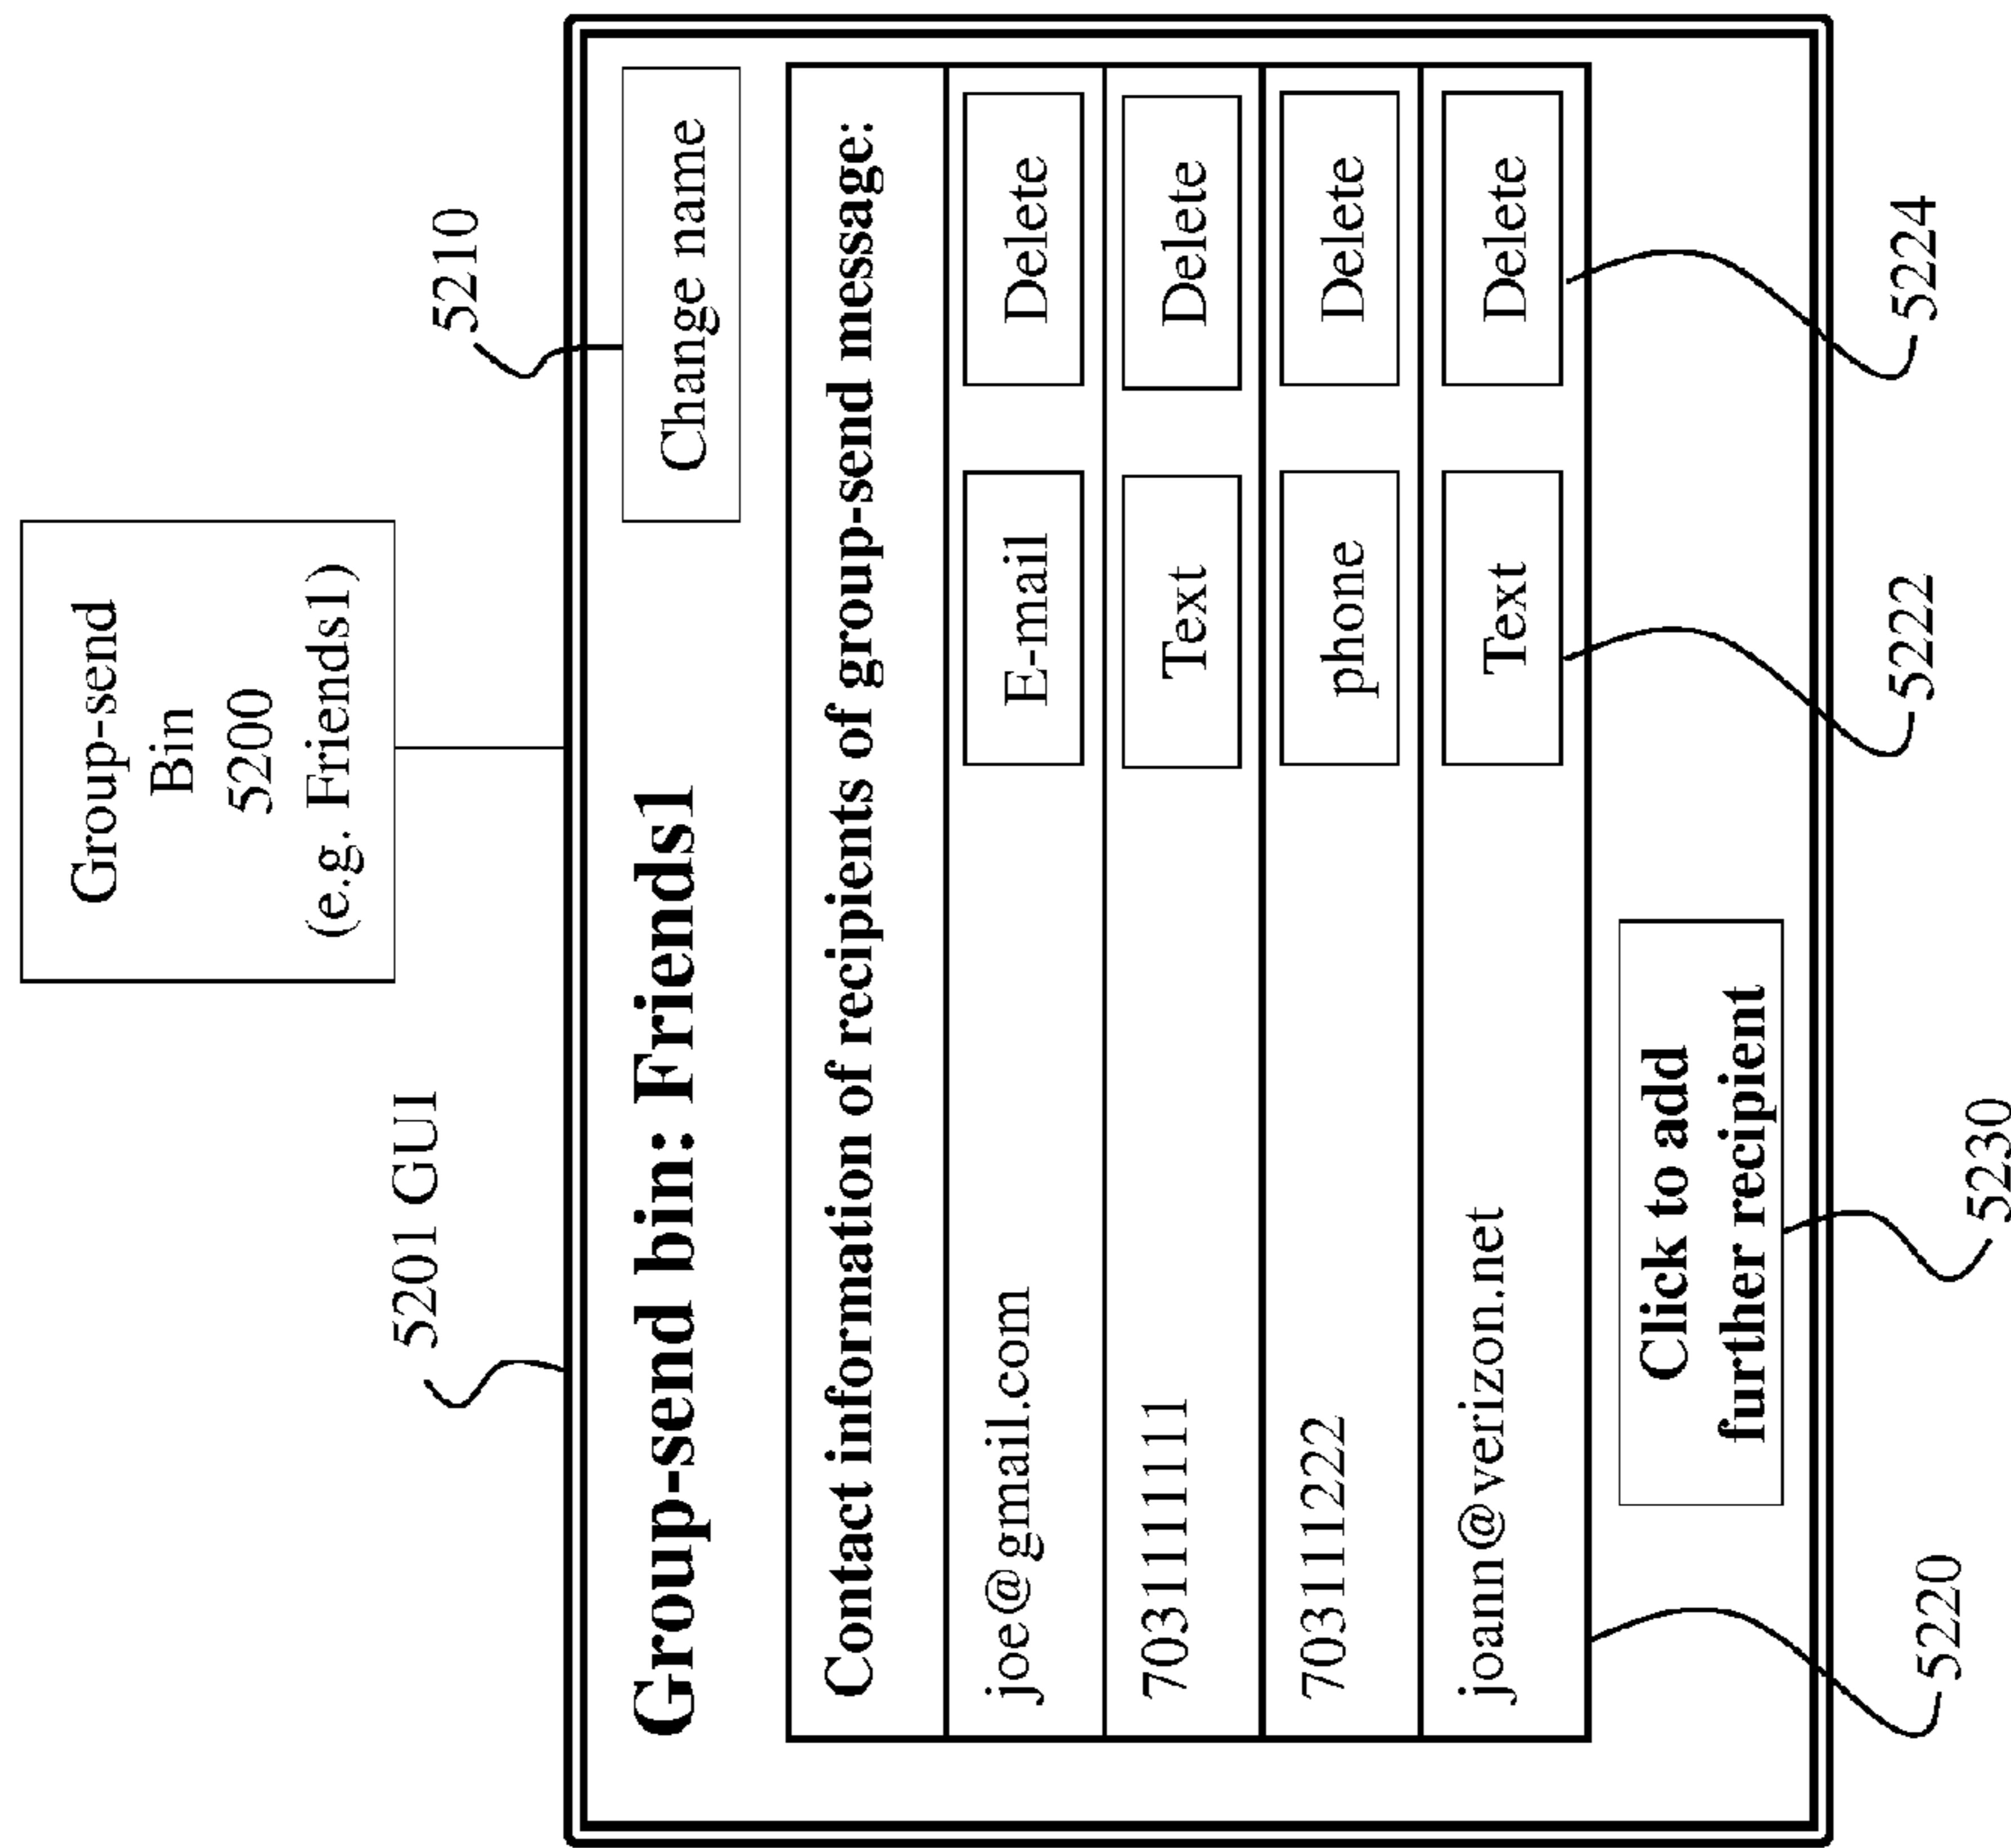 Group-send
Bin
5200
(e.g. Friends1)
5201 GUI
5210
Group-send bin: Friends1
Change name
Contact information of recipients of group-send message:
joe@gmail.com E-mail Delete
7031111111 Text Delete
703111222 phone Delete
joann@verizon.net Text Delete
Click to add
further recipient
5220
5230
5222
5224